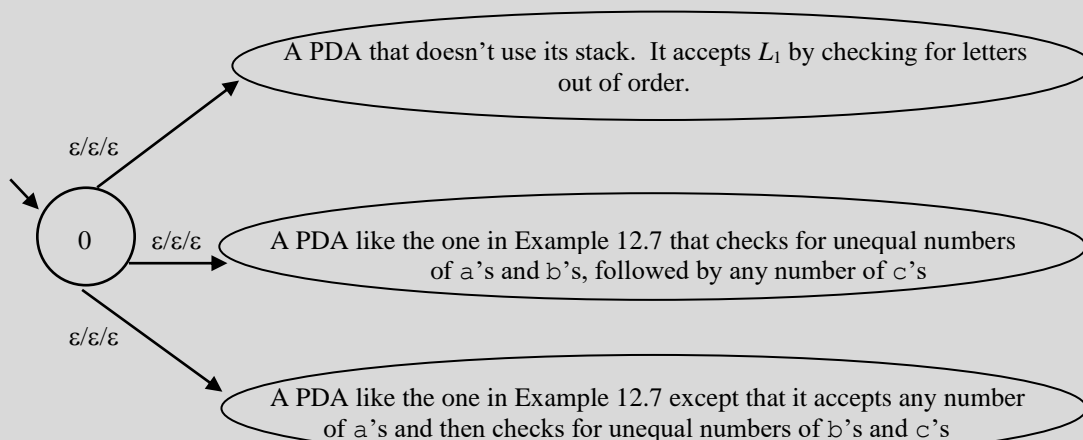 A PDA that doesn’t use its stack. It accepts L₁ by checking for letters
out of order.
ε/ε/ε
0
ε/ε/ε
A PDA like the one in Example 12.7 that checks for unequal numbers
of a’s and b’s, followed by any number of c’s
ε/ε/ε
A PDA like the one in Example 12.7 except that it accepts any number
of a’s and then checks for unequal numbers of b’s and c’s